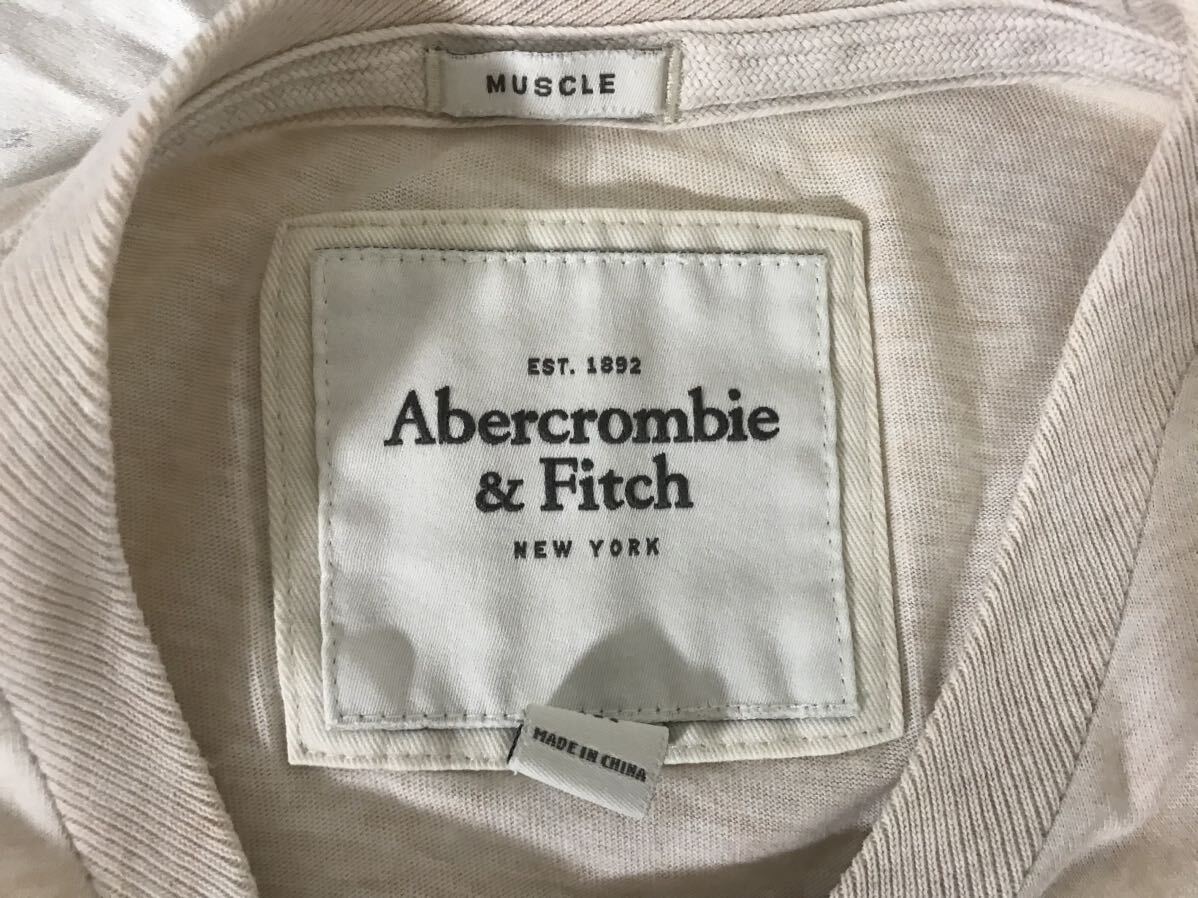 MUSCLE
EST. 1892
Abercrombie
& Fitch
NEW YORK
MADE IN CHINA